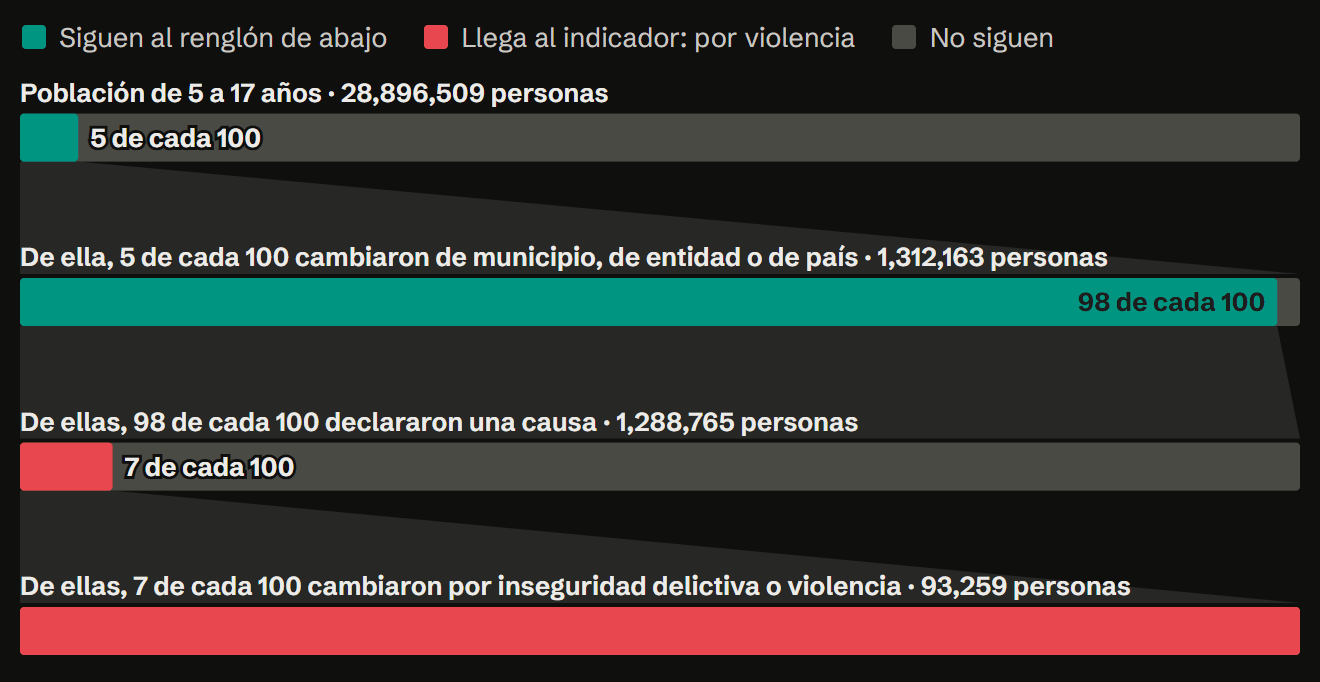 Siguen al renglón de abajo   Llega al indicador: por violencia   No siguen
Población de 5 a 17 años · 28,896,509 personas
5 de cada 100
De ella, 5 de cada 100 cambiaron de municipio, de entidad o de país · 1,312,163 personas
98 de cada 100
De ellas, 98 de cada 100 declararon una causa · 1,288,765 personas
7 de cada 100
De ellas, 7 de cada 100 cambiaron por inseguridad delictiva o violencia · 93,259 personas